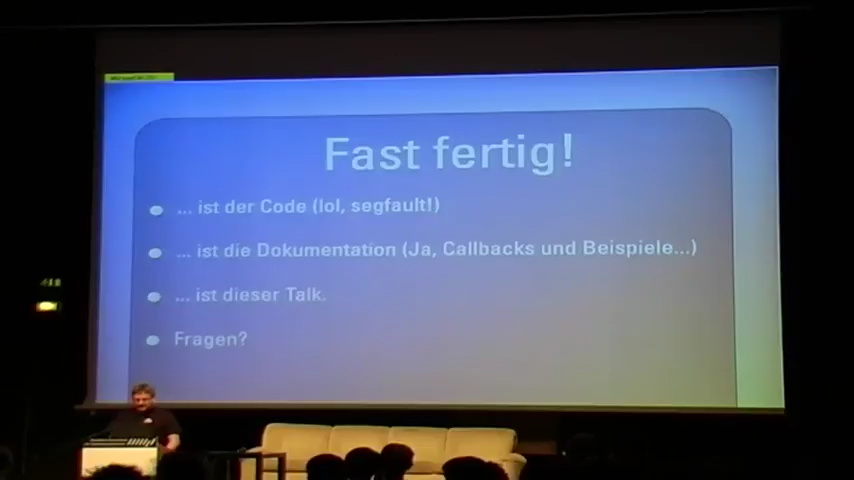 Fast fertig!
... ist der Code (lol, segfault!)
... ist die Dokumentation (Ja, Callbacks und Beispiele...)
... ist dieser Talk.
Fragen?